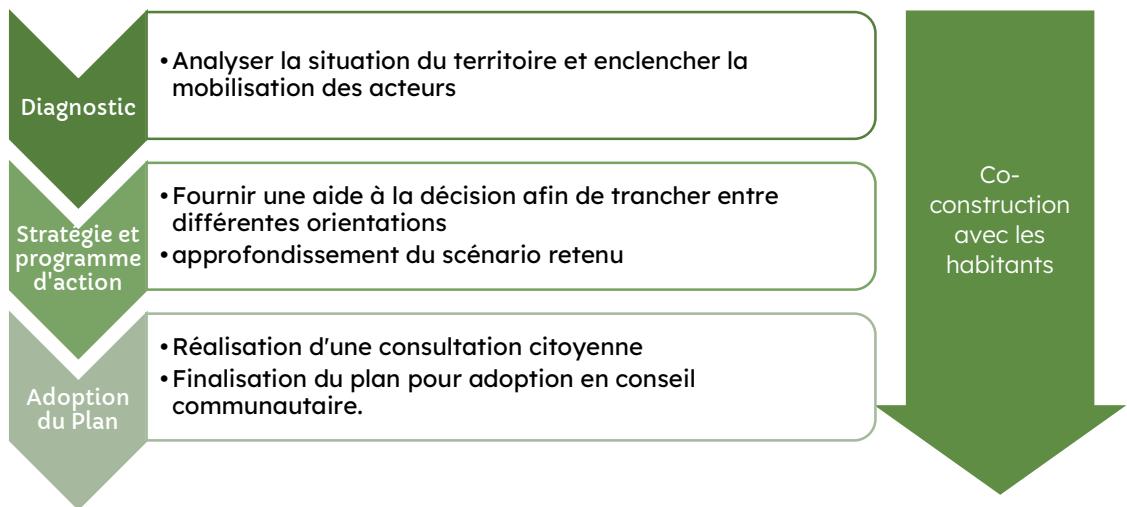 Diagnostic
• Analyser la situation du territoire et enclencher la
mobilisation des acteurs
Stratégie et
programme
d'action
• Fournir une aide à la décision afin de trancher entre
différentes orientations
• approfondissement du scénario retenu
Adoption
du Plan
• Réalisation d'une consultation citoyenne
• Finalisation du plan pour adoption en conseil
communautaire.
Co-
construction
avec les
habitants